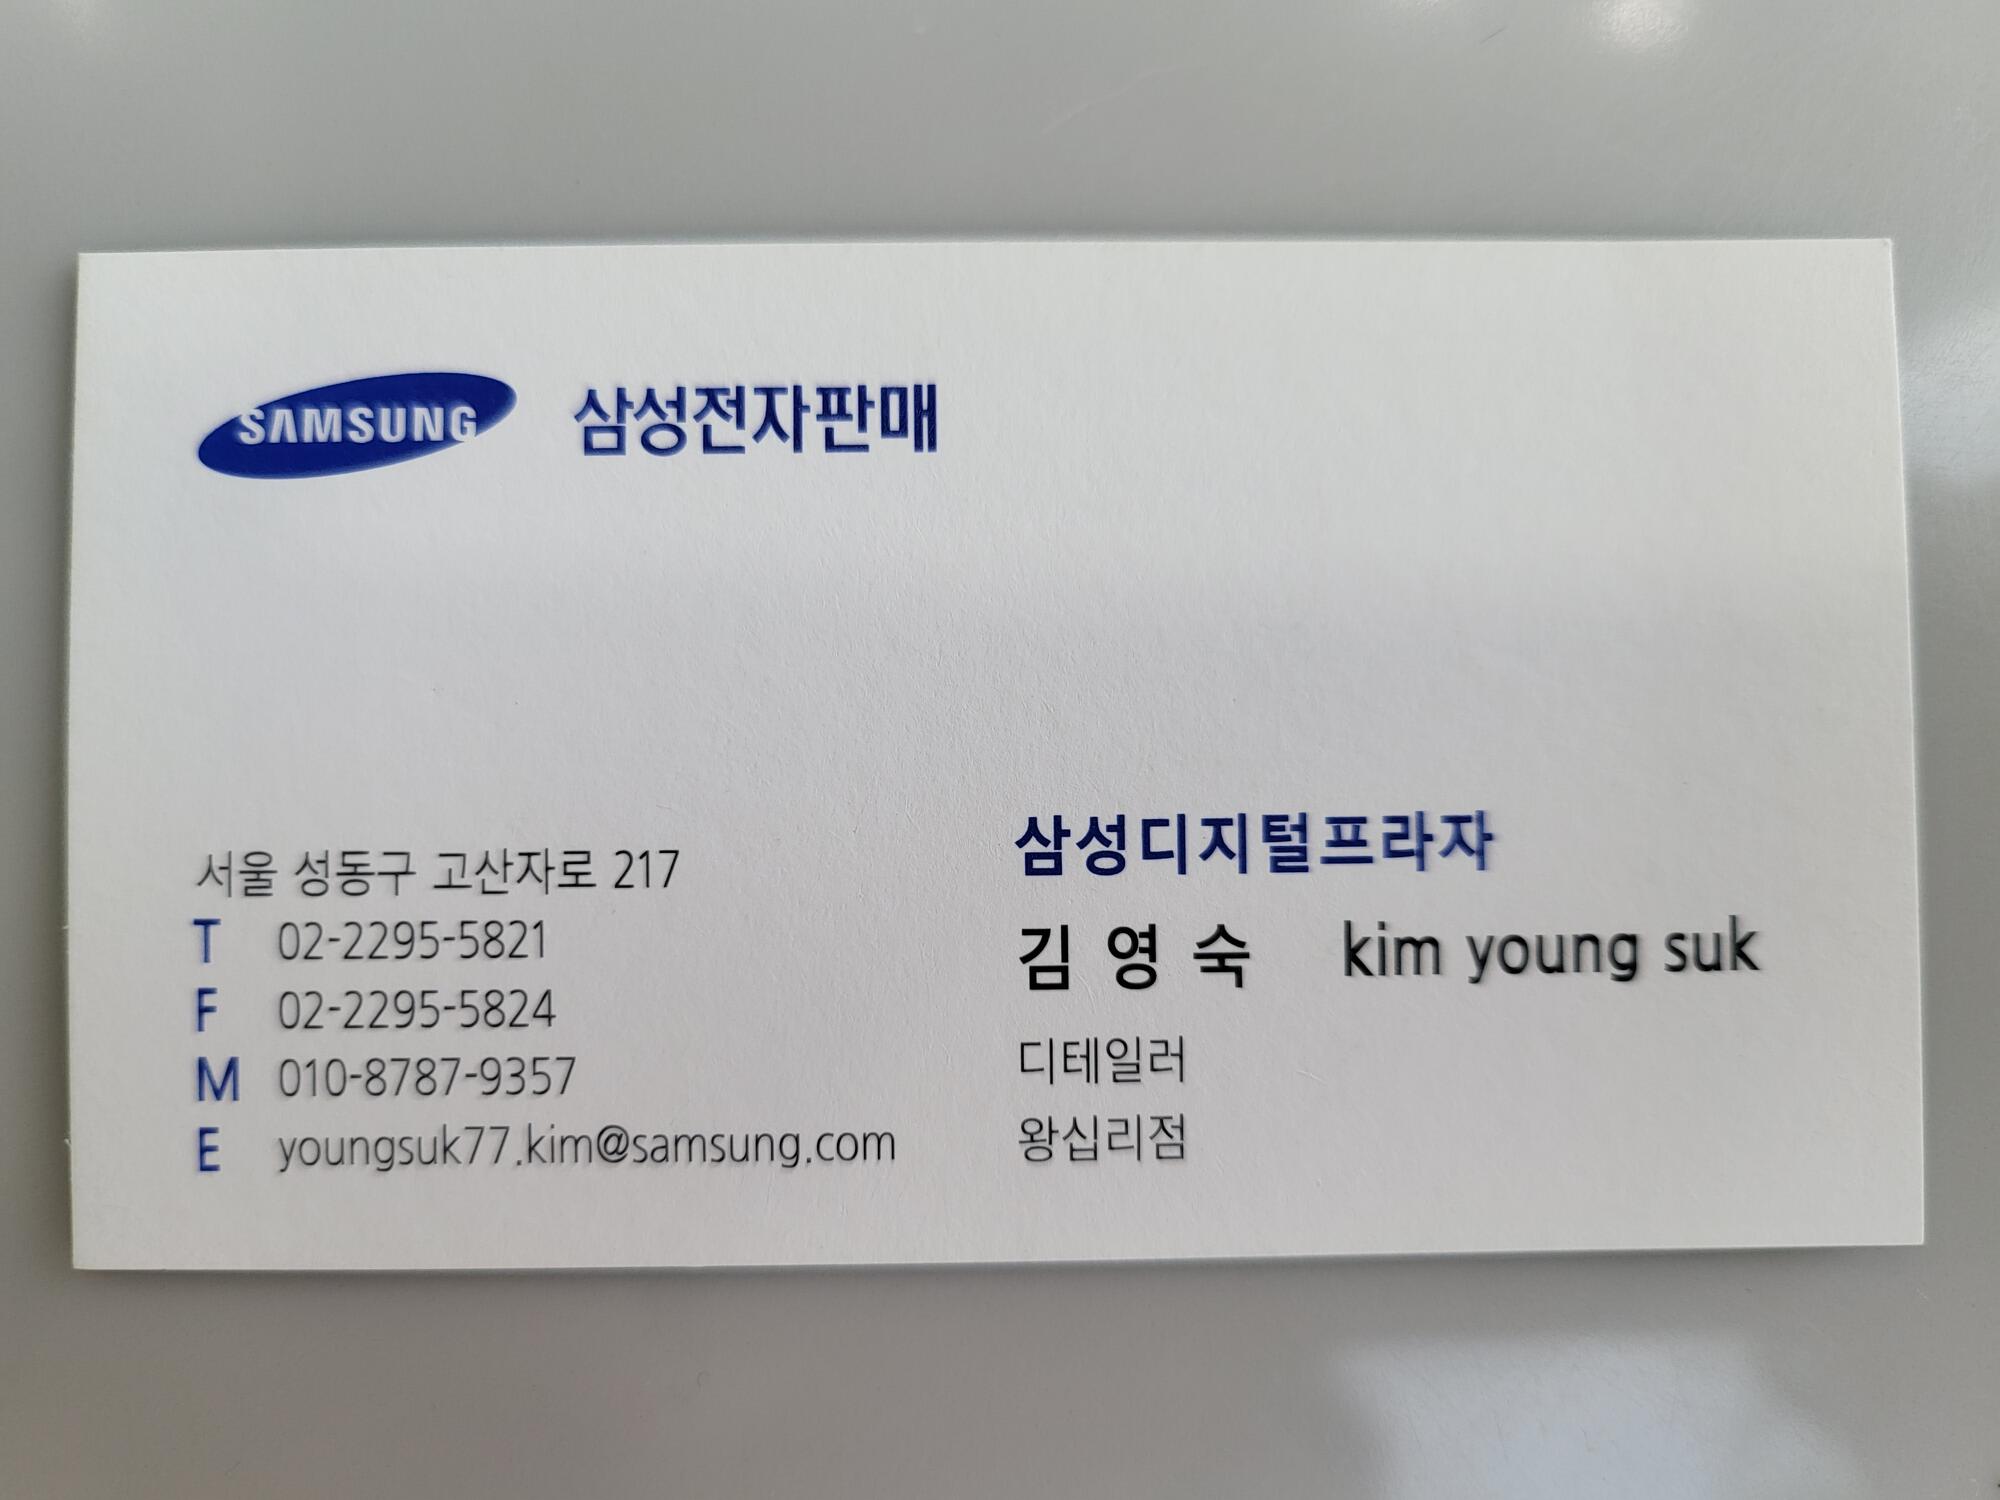 SAMSUNG 삼성전자판매
서울 성동구 고산자로 217
T 02-2295-5821
F 02-2295-5824
M 010-8787-9357
E youngsuk77.kim@samsung.com
삼성디지털프라자
김 영 숙 kim young suk
디테일러
왕십리점